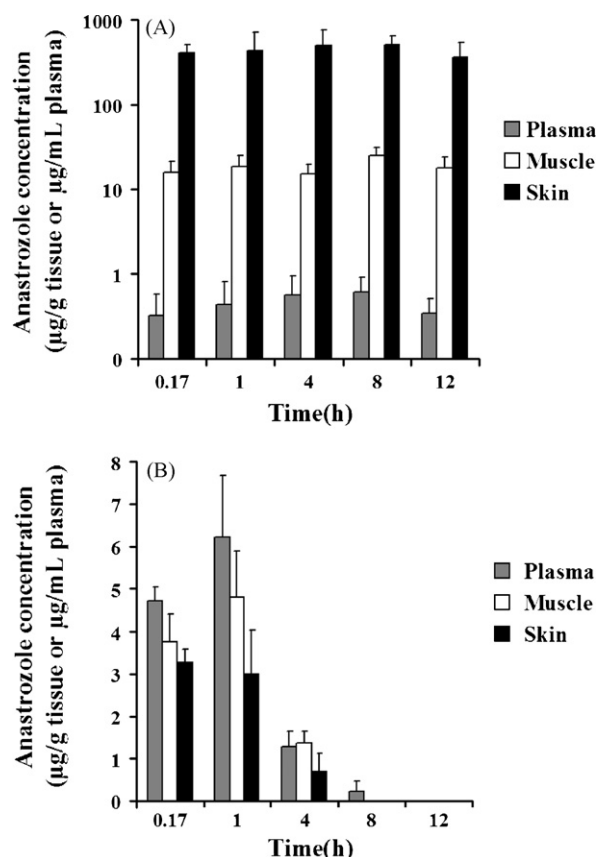 (A)
Anastrozole concentration
(μg/g tissue or μg/mL plasma)
1000
100
10
1
0
Plasma
Muscle
Skin
0.17 1 4 8 12
Time(h)
(B)
Anastrozole concentration
(μg/g tissue or μg/mL plasma)
8
7
6
5
4
3
2
1
0
Plasma
Muscle
Skin
0.17 1 4 8 12
Time(h)